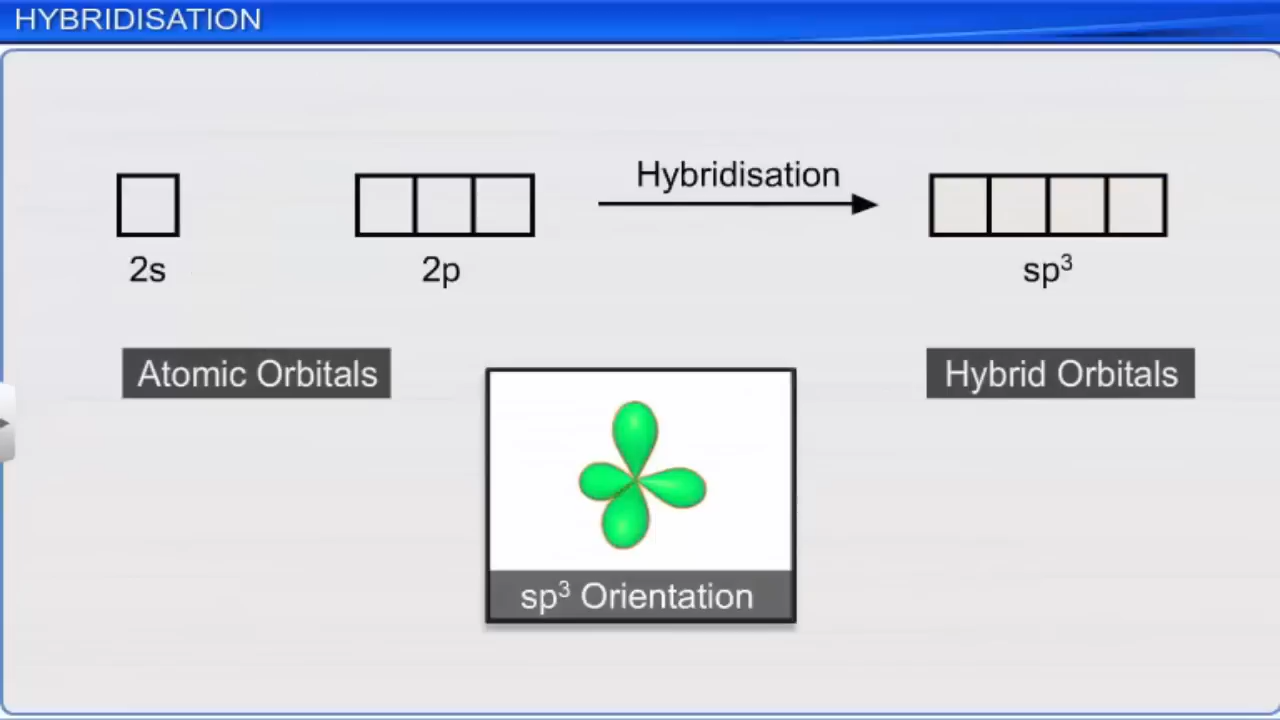 HYBRIDISATION
Hybridisation
2s
2p
sp³
Atomic Orbitals
Hybrid Orbitals
sp³ Orientation